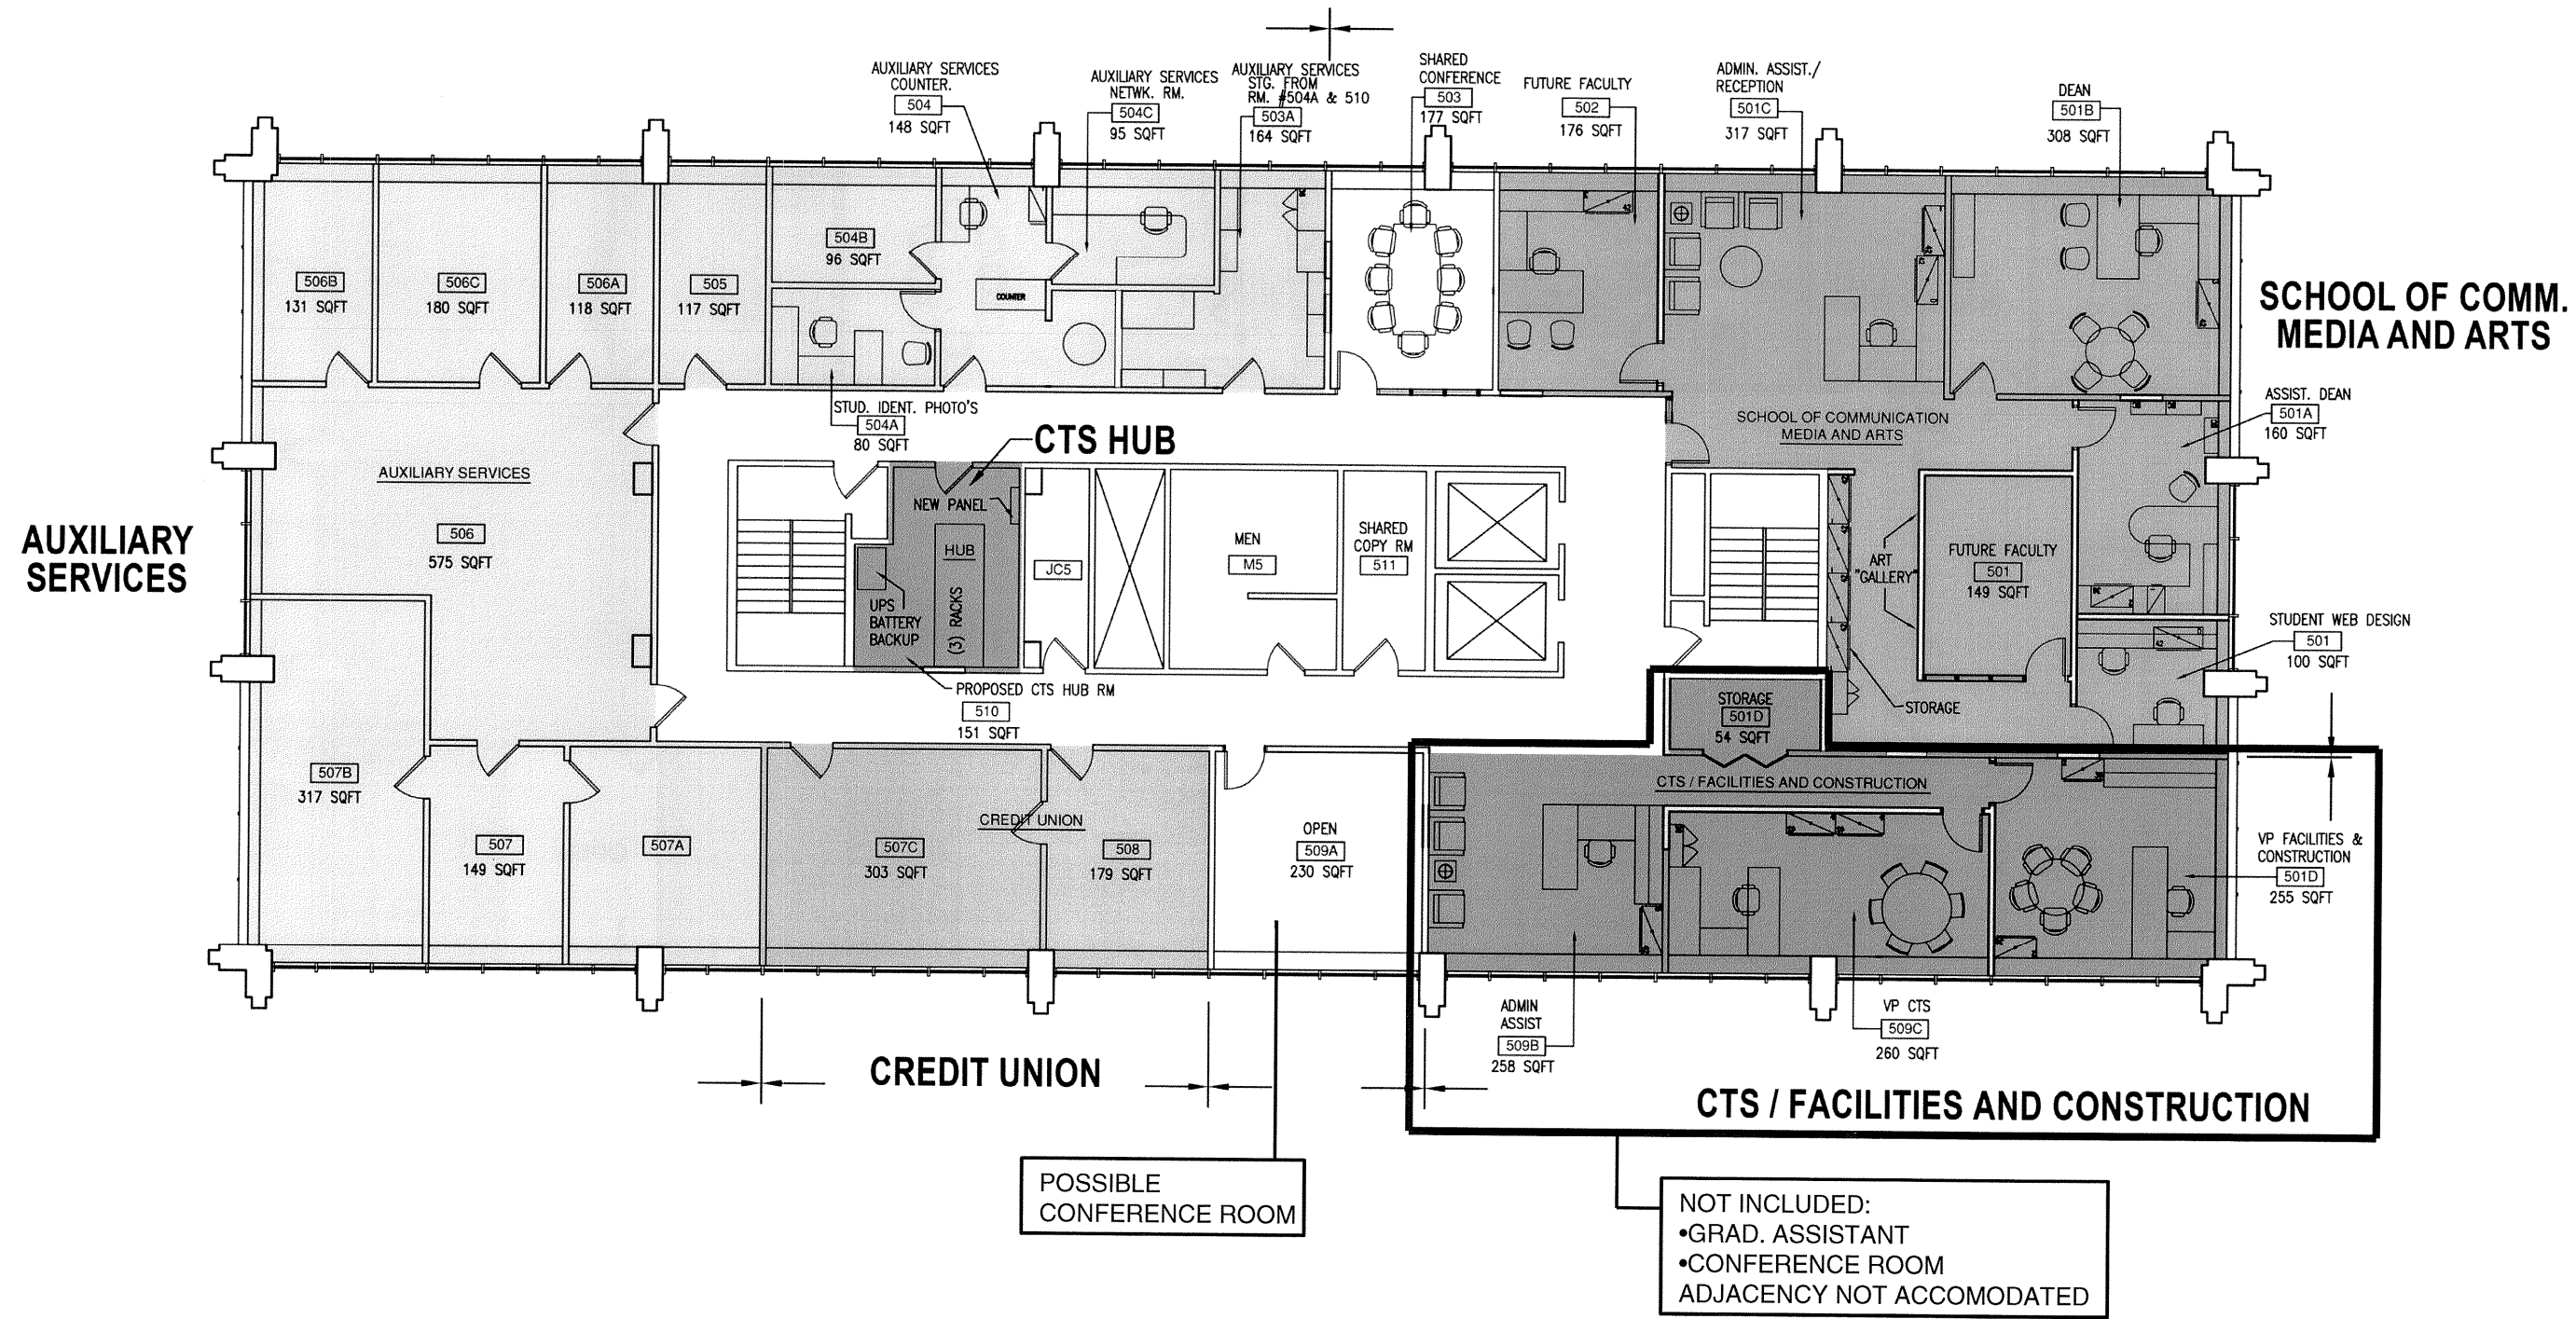 AUXILIARY SERVICES
COUNTER.
504
148 SQFT
AUXILIARY SERVICES
NETWK. RM.
504C
95 SQFT
AUXILIARY SERVICES
STG. FROM
RM. #504A & 510
503A
164 SQFT
SHARED
CONFERENCE
503
177 SQFT
FUTURE FACULTY
502
176 SQFT
ADMIN. ASSIST./
RECEPTION
501C
317 SQFT
DEAN
501B
308 SQFT
506B
131 SQFT
506C
180 SQFT
506A
118 SQFT
505
117 SQFT
504B
96 SQFT
COUNTER
STUD. IDENT. PHOTO'S
504A
80 SQFT
SCHOOL OF COMM.
MEDIA AND ARTS
ASSIST. DEAN
501A
160 SQFT
SCHOOL OF COMMUNICATION
MEDIA AND ARTS
CTS HUB
AUXILIARY SERVICES
506
575 SQFT
AUXILIARY
SERVICES
NEW PANEL
HUB
(3) RACKS
UPS
BATTERY
BACKUP
JC5
MEN
M5
SHARED
COPY RM
511
ART
"GALLERY"
FUTURE FACULTY
501
149 SQFT
STUDENT WEB DESIGN
501
100 SQFT
PROPOSED CTS HUB RM
510
151 SQFT
STORAGE
501D
54 SQFT
STORAGE
507B
317 SQFT
507
149 SQFT
507A
507C
303 SQFT
CREDIT UNION
508
179 SQFT
OPEN
509A
230 SQFT
CTS / FACILITIES AND CONSTRUCTION
VP FACILITIES &
CONSTRUCTION
501D
255 SQFT
ADMIN
ASSIST
509B
258 SQFT
VP CTS
509C
260 SQFT
CREDIT UNION
CTS / FACILITIES AND CONSTRUCTION
POSSIBLE
CONFERENCE ROOM
NOT INCLUDED:
•GRAD. ASSISTANT
•CONFERENCE ROOM
ADJACENCY NOT ACCOMODATED